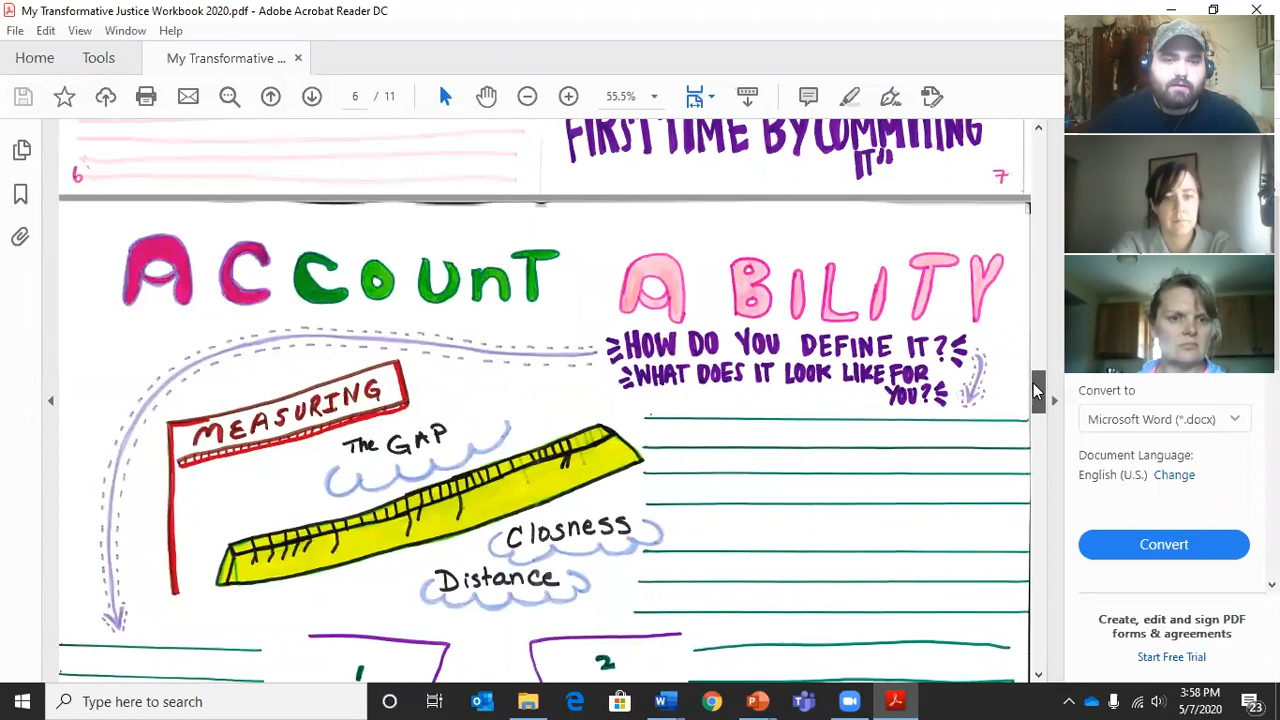 My Transformative Justice Workbook 2020.pdf - Adobe Acrobat Reader DC
File Edit View Window Help
Home Tools My Transformative ... ×
6 / 11 55.5%
FIRST TIME BY COMMITING
IT"
6 7
ACCOUNT ABILITY
HOW DO YOU DEFINE IT?
WHAT DOES IT LOOK LIKE FOR
YOU?
MEASURING
The GAP
Closness
Distance
1 2
Convert to
Microsoft Word (*.docx)
Document Language:
English (U.S.) Change
Convert
Create, edit and sign PDF
forms & agreements
Start Free Trial
Type here to search
3:58 PM
5/7/2020
23